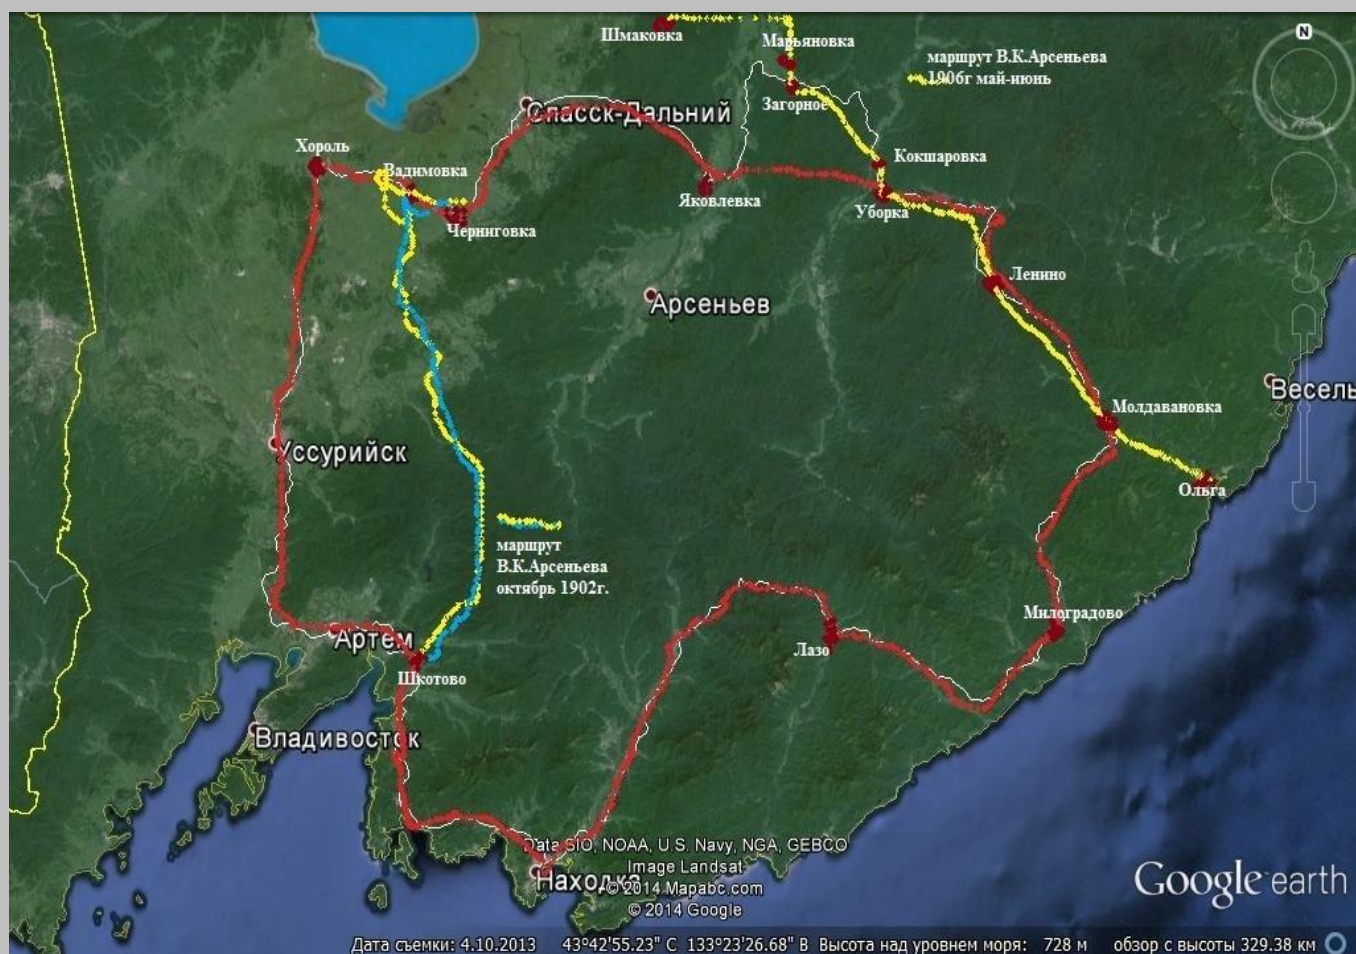 N
Шмаковка
Марьяновка
маршрут В.К.Арсеньева
1906г май-июнь
Загорное
Спасск-Дальний
Хороль
Вадимовка
Кокшаровка
Яковлевка
Уборка
Черниговка
Ленино
Арсеньев
Весель
Молдавановка
Уссурийск
Ольга
маршрут
В.К.Арсеньева
октябрь 1902г.
Милоградово
Артем
Лазо
Шкотово
Владивосток
Data SIO, NOAA, U.S. Navy, NGA, GEBCO
Image Landsat
Находка
© 2014 Mapabc.com
© 2014 Google
Google earth
Дата съемки: 4.10.2013 43°42'55.23" С 133°23'26.68" В Высота над уровнем моря: 728 м обзор с высоты 329.38 км